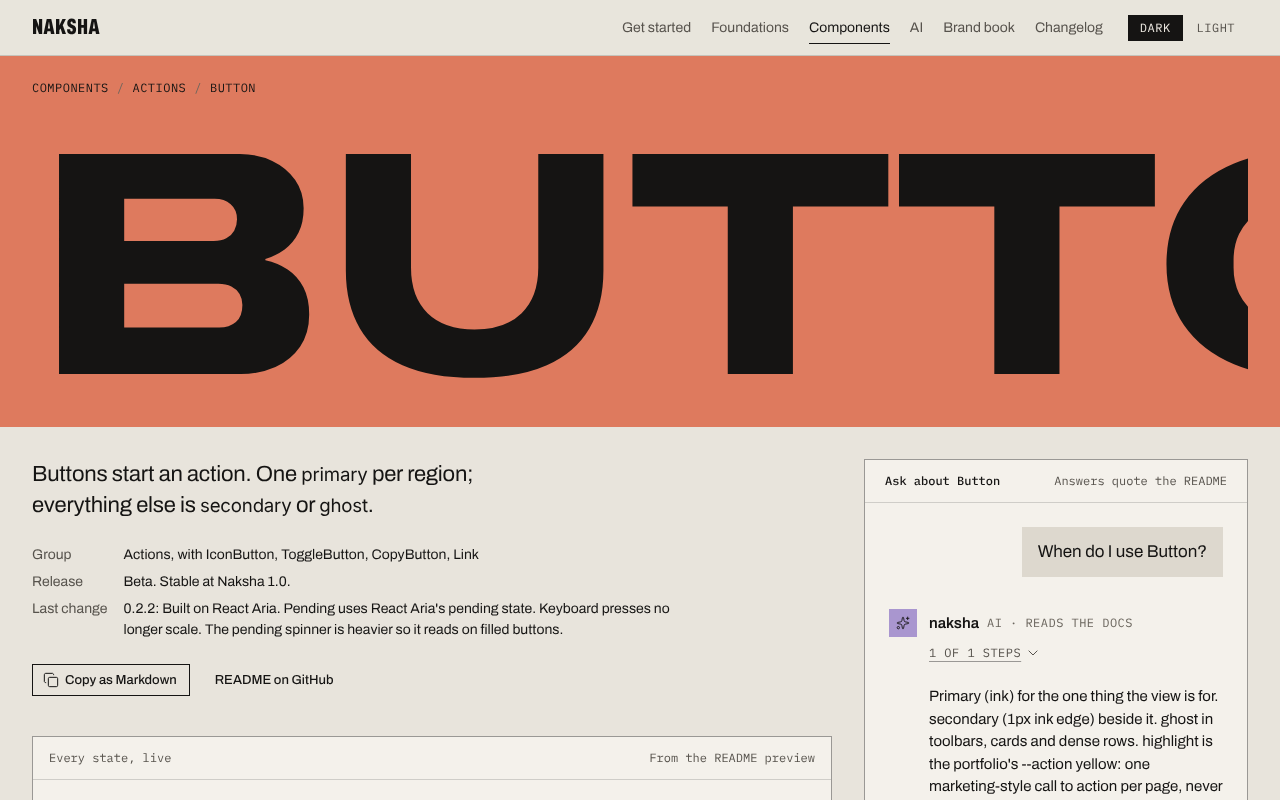 NAKSHA
Get started Foundations Components AI Brand book Changelog DARK LIGHT
COMPONENTS / ACTIONS / BUTTON
BUTTO
Buttons start an action. One primary per region;
everything else is secondary or ghost.
Group Actions, with IconButton, ToggleButton, CopyButton, Link
Release Beta. Stable at Naksha 1.0.
Last change 0.2.2: Built on React Aria. Pending uses React Aria's pending state. Keyboard presses no
longer scale. The pending spinner is heavier so it reads on filled buttons.
Copy as Markdown README on GitHub
Every state, live From the README preview
Ask about Button Answers quote the README
When do I use Button?
naksha AI · READS THE DOCS
1 OF 1 STEPS
Primary (ink) for the one thing the view is for.
secondary (1px ink edge) beside it. ghost in
toolbars, cards and dense rows. highlight is
the portfolio's --action yellow: one
marketing-style call to action per page, never